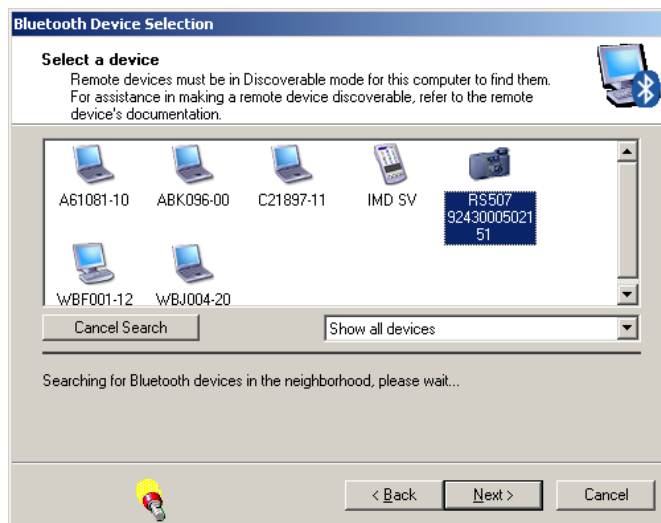 Bluetooth Device Selection
Select a device
Remote devices must be in Discoverable mode for this computer to find them.
For assistance in making a remote device discoverable, refer to the remote
device's documentation.
A61081-10 ABK096-00 C21897-11 IMD SV RS507
92430005021
51
WBF001-12 WBJ004-20
Cancel Search Show all devices
Searching for Bluetooth devices in the neighborhood, please wait...
< Back Next > Cancel